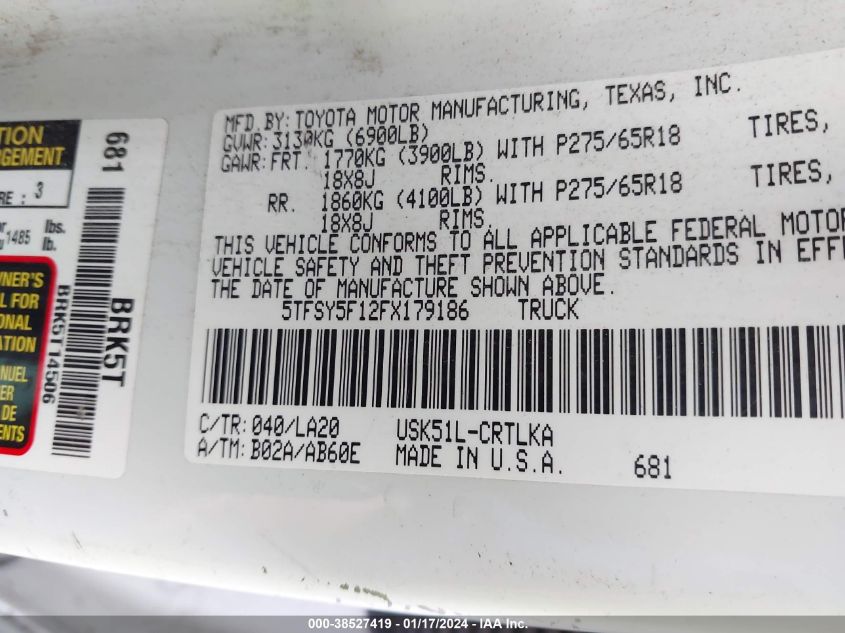 MFD.BY: TOYOTA MOTOR MANUFACTURING, TEXAS, INC.
GVWR: 3130KG (6900LB)
GAWR: FRT. 1770KG (3900LB) WITH P275/65R18 TIRES,
18X8J RIMS.
RR. 1860KG (4100LB) WITH P275/65R18 TIRES,
18X8J RIMS,
THIS VEHICLE CONFORMS TO ALL APPLICABLE FEDERAL MOTOR
VEHICLE SAFETY AND THEFT PREVENTION STANDARDS IN EFFE
THE DATE OF MANUFACTURE SHOWN ABOVE.
5TFSY5F12FX179186 TRUCK
C/TR: 040/LA20 USK51L-CRTLKA
A/TM: B02A/AB60E MADE IN U.S.A. 681
TION
RGEMENT
RE : 3
lbs.
1485 lb.
WNER'S
L FOR
ONAL
ATION
NUEL
ER
DE
ENTS
681
BRK5T14506
BRK5T
000-38527419 - 01/17/2024 - IAA Inc.